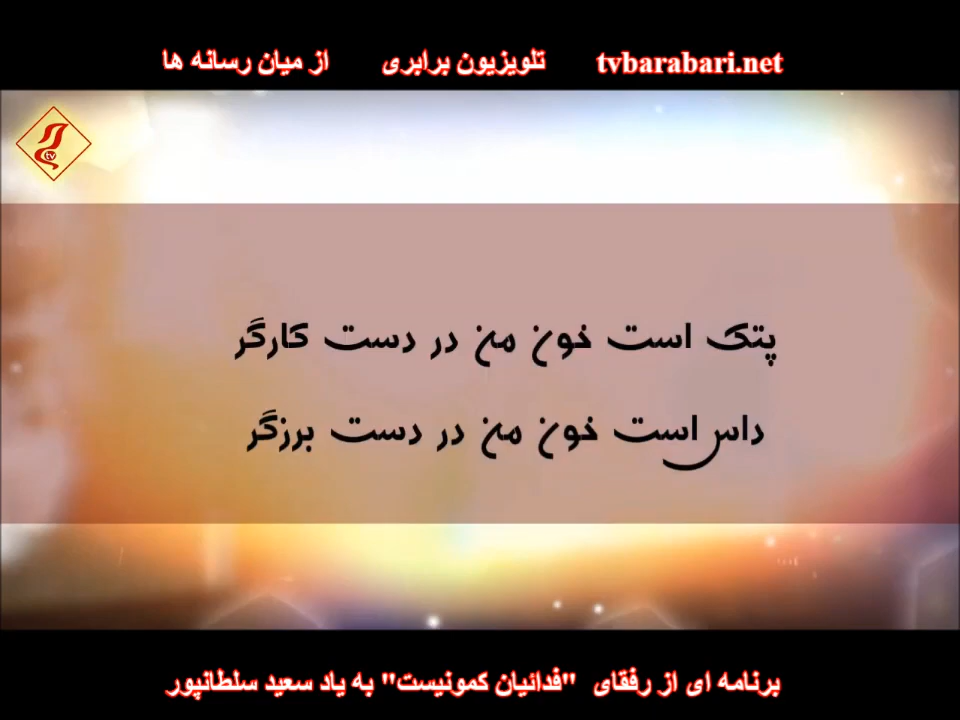 از میان رسانه ها تلویزیون برابری tvbarabari.net
tv
پتک است خون من در دست کارگر
داس است خون من در دست برزگر
برنامه ای از رفقای "فدائیان کمونیست" به یاد سعید سلطانپور